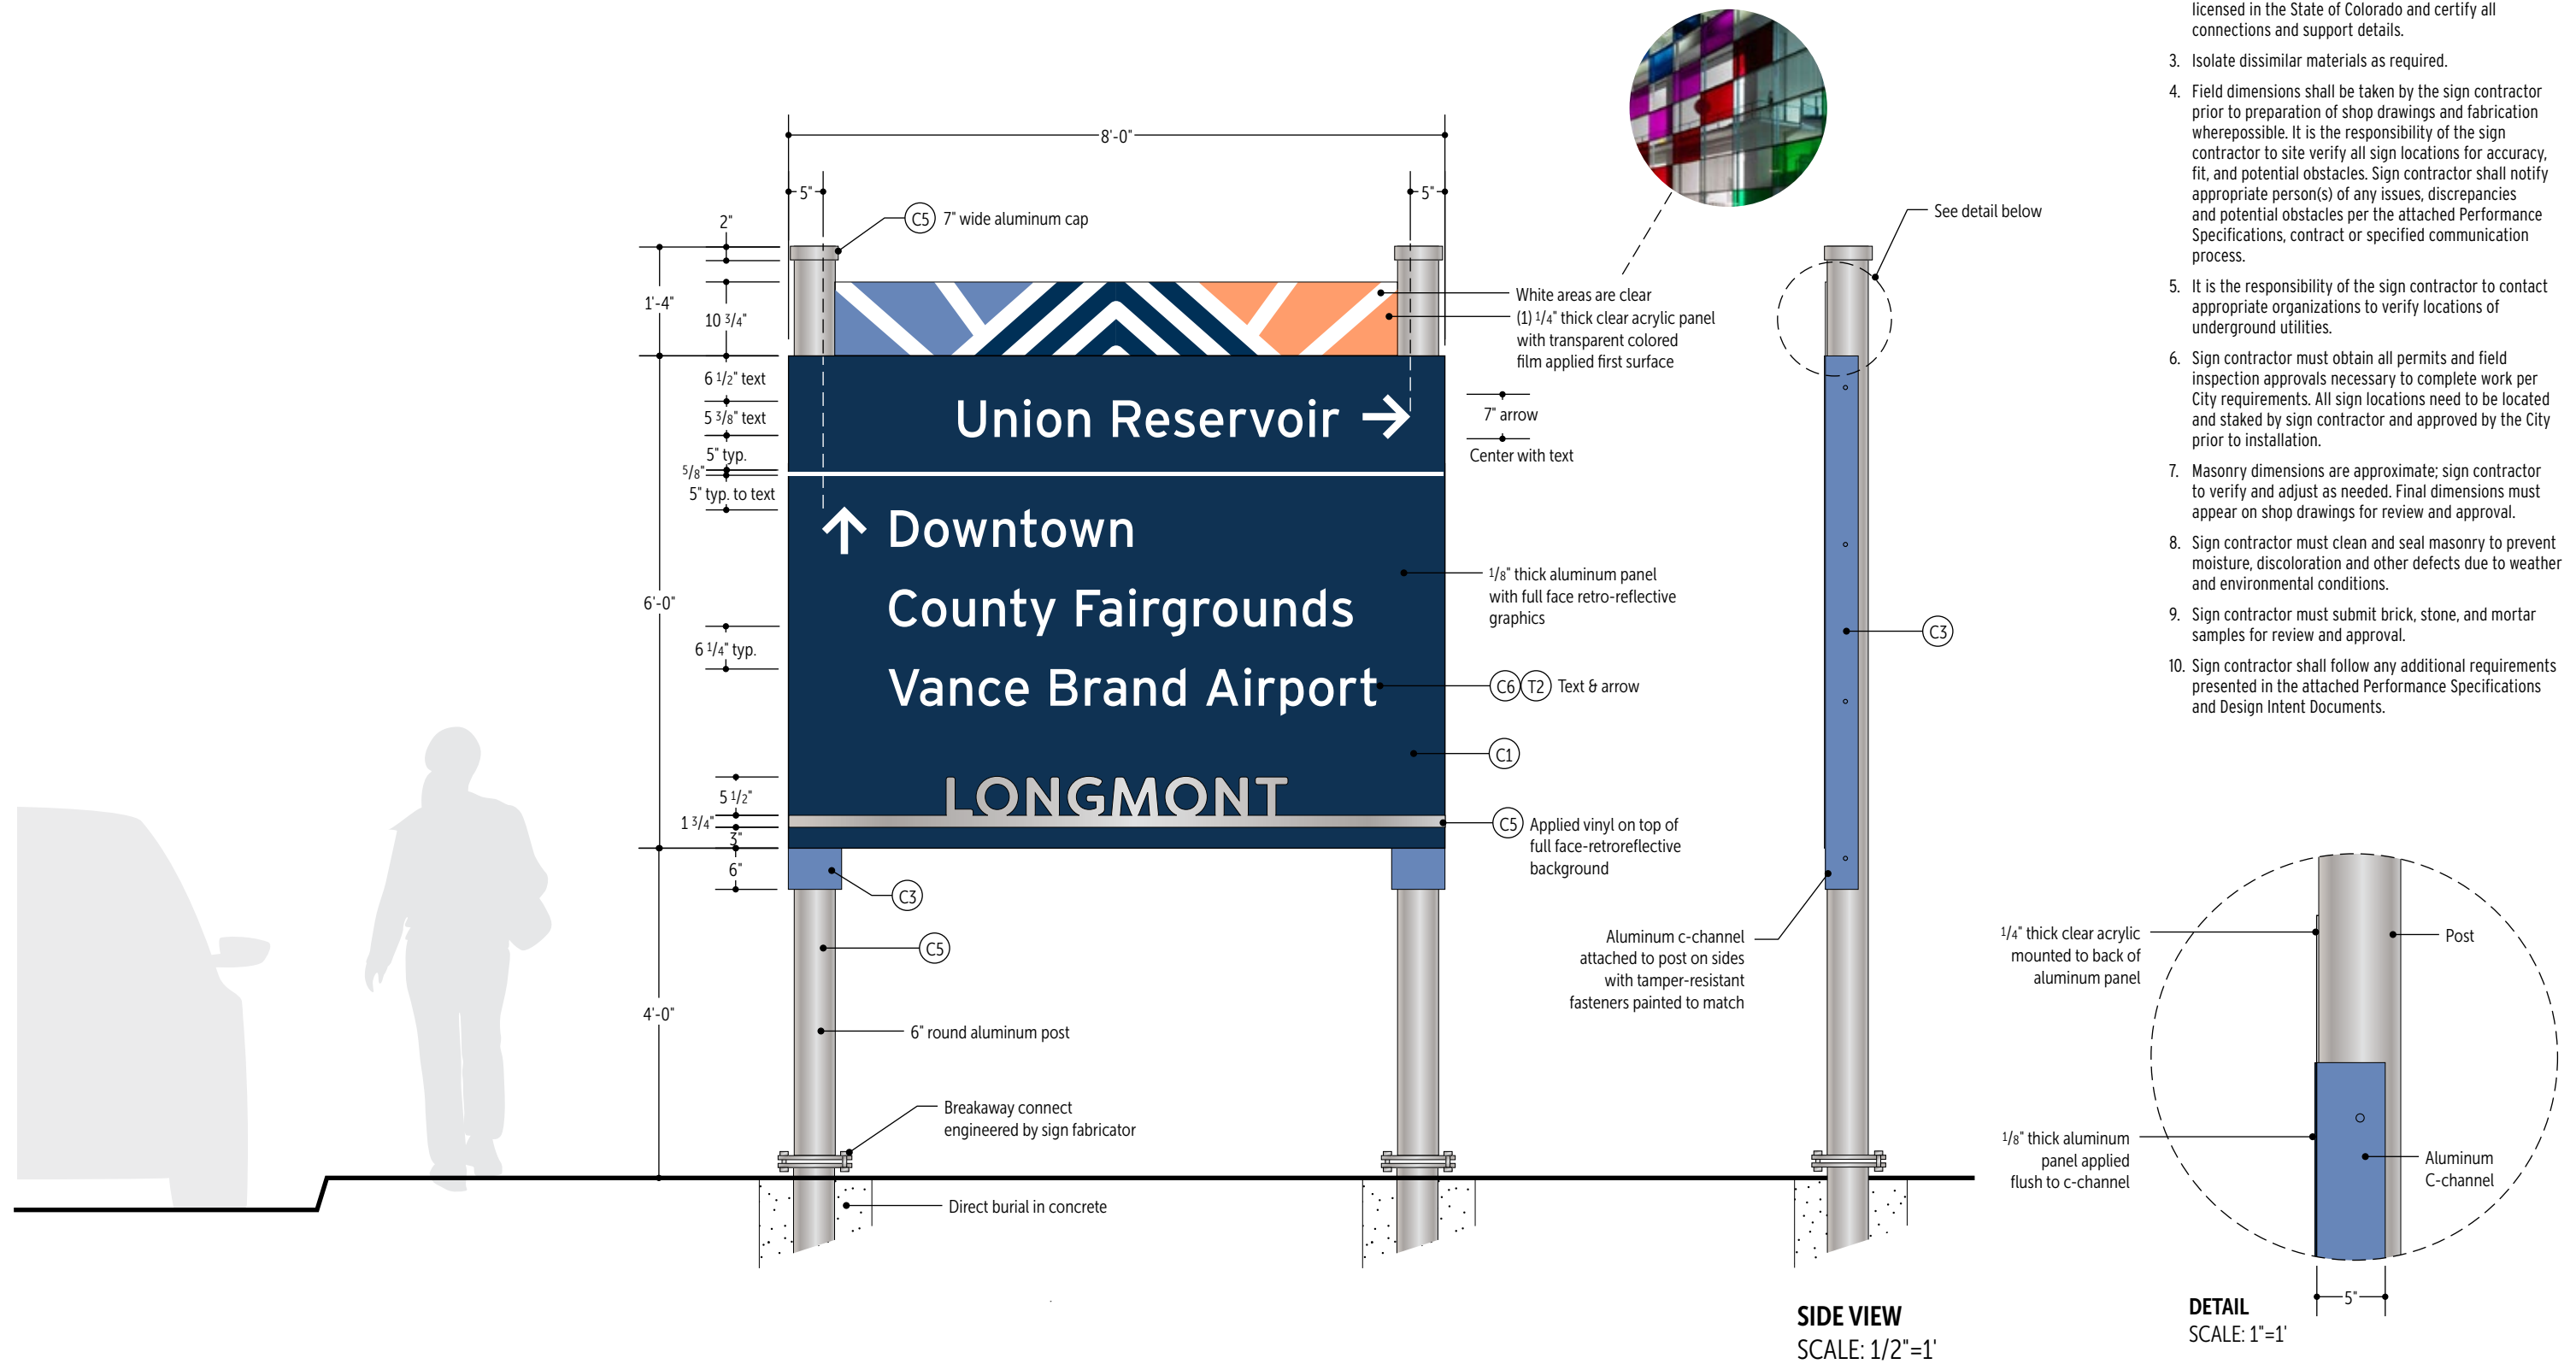 8'-0"
5"
5"
2"
C5 7" wide aluminum cap
1'-4"
10 3/4"
White areas are clear
(1) 1/4" thick clear acrylic panel
with transparent colored
film applied first surface
6 1/2" text
5 3/8" text
5" typ.
5/8"
5" typ. to text
Union Reservoir →
7" arrow
Center with text
↑ Downtown
County Fairgrounds
Vance Brand Airport
1/8" thick aluminum panel
with full face retro-reflective
graphics
6'-0"
6 1/4" typ.
C6 T2 Text & arrow
C1
LONGMONT
5 1/2"
1 3/4"
3"
6"
C5 Applied vinyl on top of
full face-retroreflective
background
C3
C5
4'-0"
6" round aluminum post
Breakaway connect
engineered by sign fabricator
Direct burial in concrete
See detail below
C3
Aluminum c-channel
attached to post on sides
with tamper-resistant
fasteners painted to match
SIDE VIEW
SCALE: 1/2"=1'
licensed in the State of Colorado and certify all
connections and support details.
3. Isolate dissimilar materials as required.
4. Field dimensions shall be taken by the sign contractor
prior to preparation of shop drawings and fabrication
wherepossible. It is the responsibility of the sign
contractor to site verify all sign locations for accuracy,
fit, and potential obstacles. Sign contractor shall notify
appropriate person(s) of any issues, discrepancies
and potential obstacles per the attached Performance
Specifications, contract or specified communication
process.
5. It is the responsibility of the sign contractor to contact
appropriate organizations to verify locations of
underground utilities.
6. Sign contractor must obtain all permits and field
inspection approvals necessary to complete work per
City requirements. All sign locations need to be located
and staked by sign contractor and approved by the City
prior to installation.
7. Masonry dimensions are approximate; sign contractor
to verify and adjust as needed. Final dimensions must
appear on shop drawings for review and approval.
8. Sign contractor must clean and seal masonry to prevent
moisture, discoloration and other defects due to weather
and environmental conditions.
9. Sign contractor must submit brick, stone, and mortar
samples for review and approval.
10. Sign contractor shall follow any additional requirements
presented in the attached Performance Specifications
and Design Intent Documents.
1/4" thick clear acrylic
mounted to back of
aluminum panel
Post
1/8" thick aluminum
panel applied
flush to c-channel
Aluminum
C-channel
5"
DETAIL
SCALE: 1"=1'